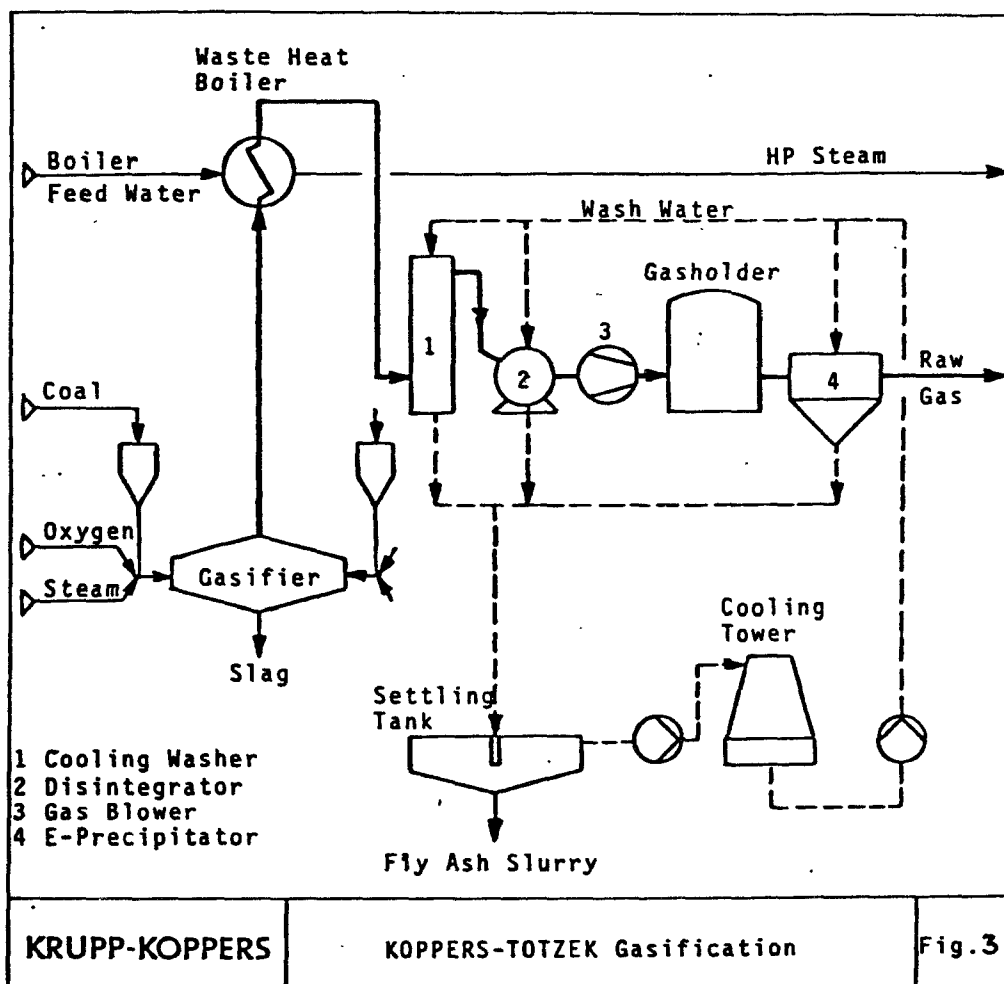 Waste Heat
Boiler
Boiler
Feed Water
HP Steam
Wash Water
Gasholder
1
2
3
4
Raw
Gas
Coal
Oxygen
Steam
Gasifier
Slag
Cooling
Tower
Settling
Tank
1 Cooling Washer
2 Disintegrator
3 Gas Blower
4 E-Precipitator
Fly Ash Slurry
KRUPP-KOPPERS
KOPPERS-TOTZEK Gasification
Fig.3